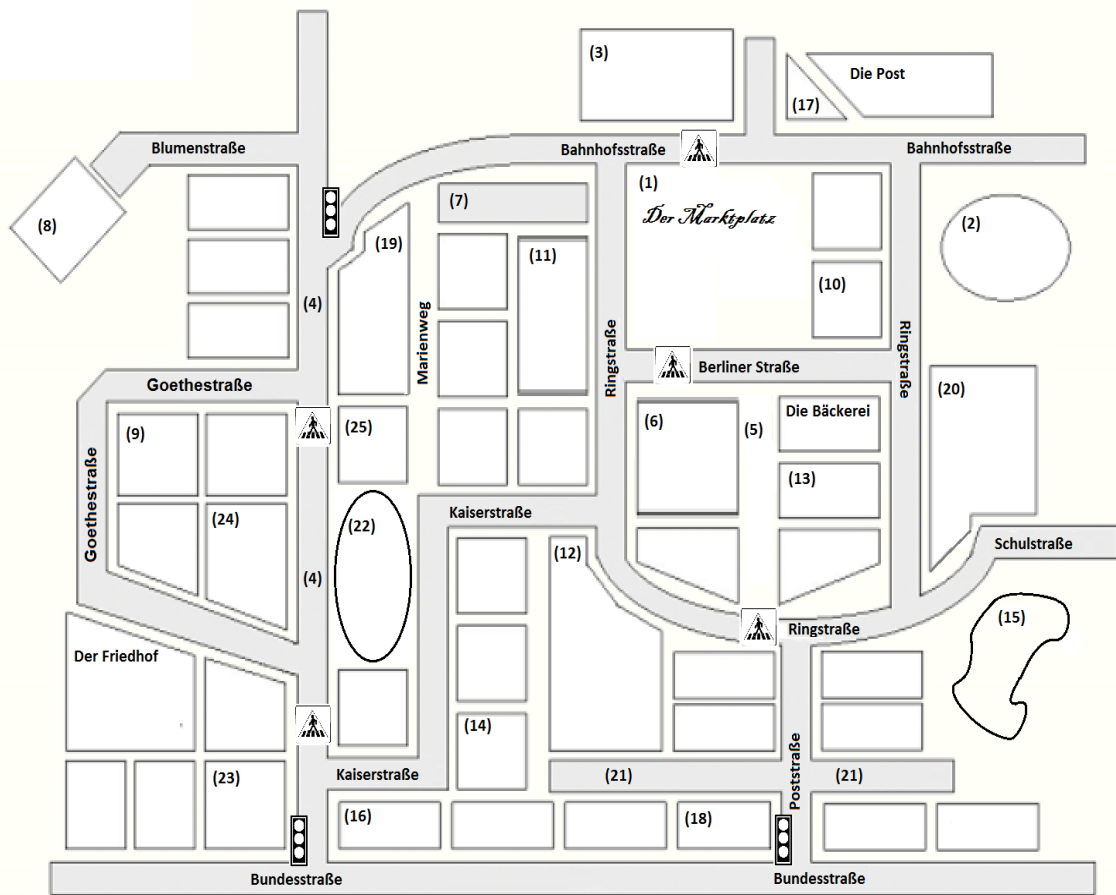 (3)
Die Post
(17)
Blumenstraße
Bahnhofsstraße
Bahnhofsstraße
(1)
Der Marktplatz
(7)
(8)
(19)
(11)
(2)
(10)
(4)
Marienweg
Ringstraße
Ringstraße
Berliner Straße
Goethestraße
(20)
(9)
(25)
(6)
(5)
Die Bäckerei
(13)
Goethestraße
(24)
(22)
Kaiserstraße
(12)
Schulstraße
(4)
(15)
Ringstraße
Der Friedhof
(14)
Poststraße
(23)
Kaiserstraße
(21)
(21)
(16)
(18)
Bundesstraße
Bundesstraße